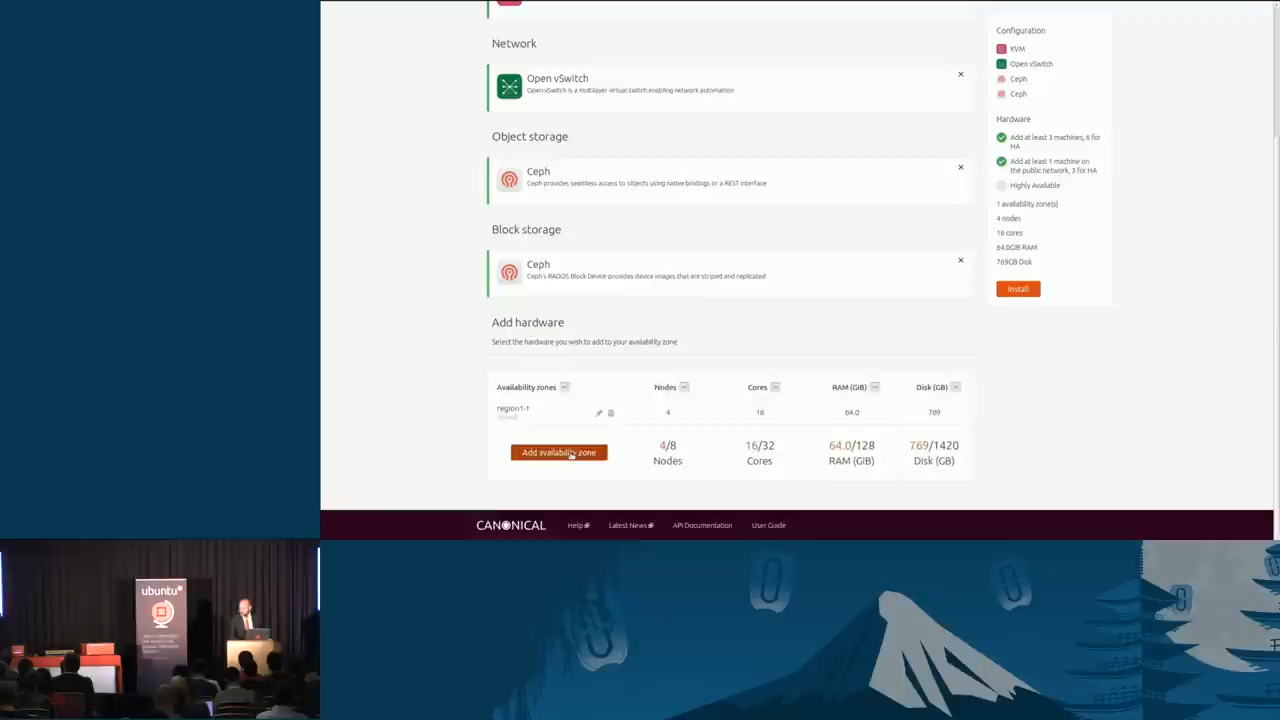 Network
Open vSwitch
Open vSwitch is a multilayer virtual switch enabling network automation
Object storage
Ceph
Ceph provides seamless access to objects using native bindings or a REST interface
Block storage
Ceph
Ceph's RADOS Block Device provides device images that are striped and replicated
Add hardware
Select the hardware you wish to add to your availability zone
Availability zones Nodes Cores RAM (GiB) Disk (GB)
region1-1 4 16 64.0 769
default
Add availability zone 4/8 16/32 64.0/128 769/1420
Nodes Cores RAM (GiB) Disk (GB)
CANONICAL Help Latest News API Documentation User Guide
Configuration
KVM
Open vSwitch
Ceph
Ceph
Hardware
Add at least 3 machines, 6 for
HA
Add at least 1 machine on
the public network, 3 for HA
Highly Available
1 availability zone(s)
4 nodes
16 cores
64.0GiB RAM
769GB Disk
Install
ubuntu